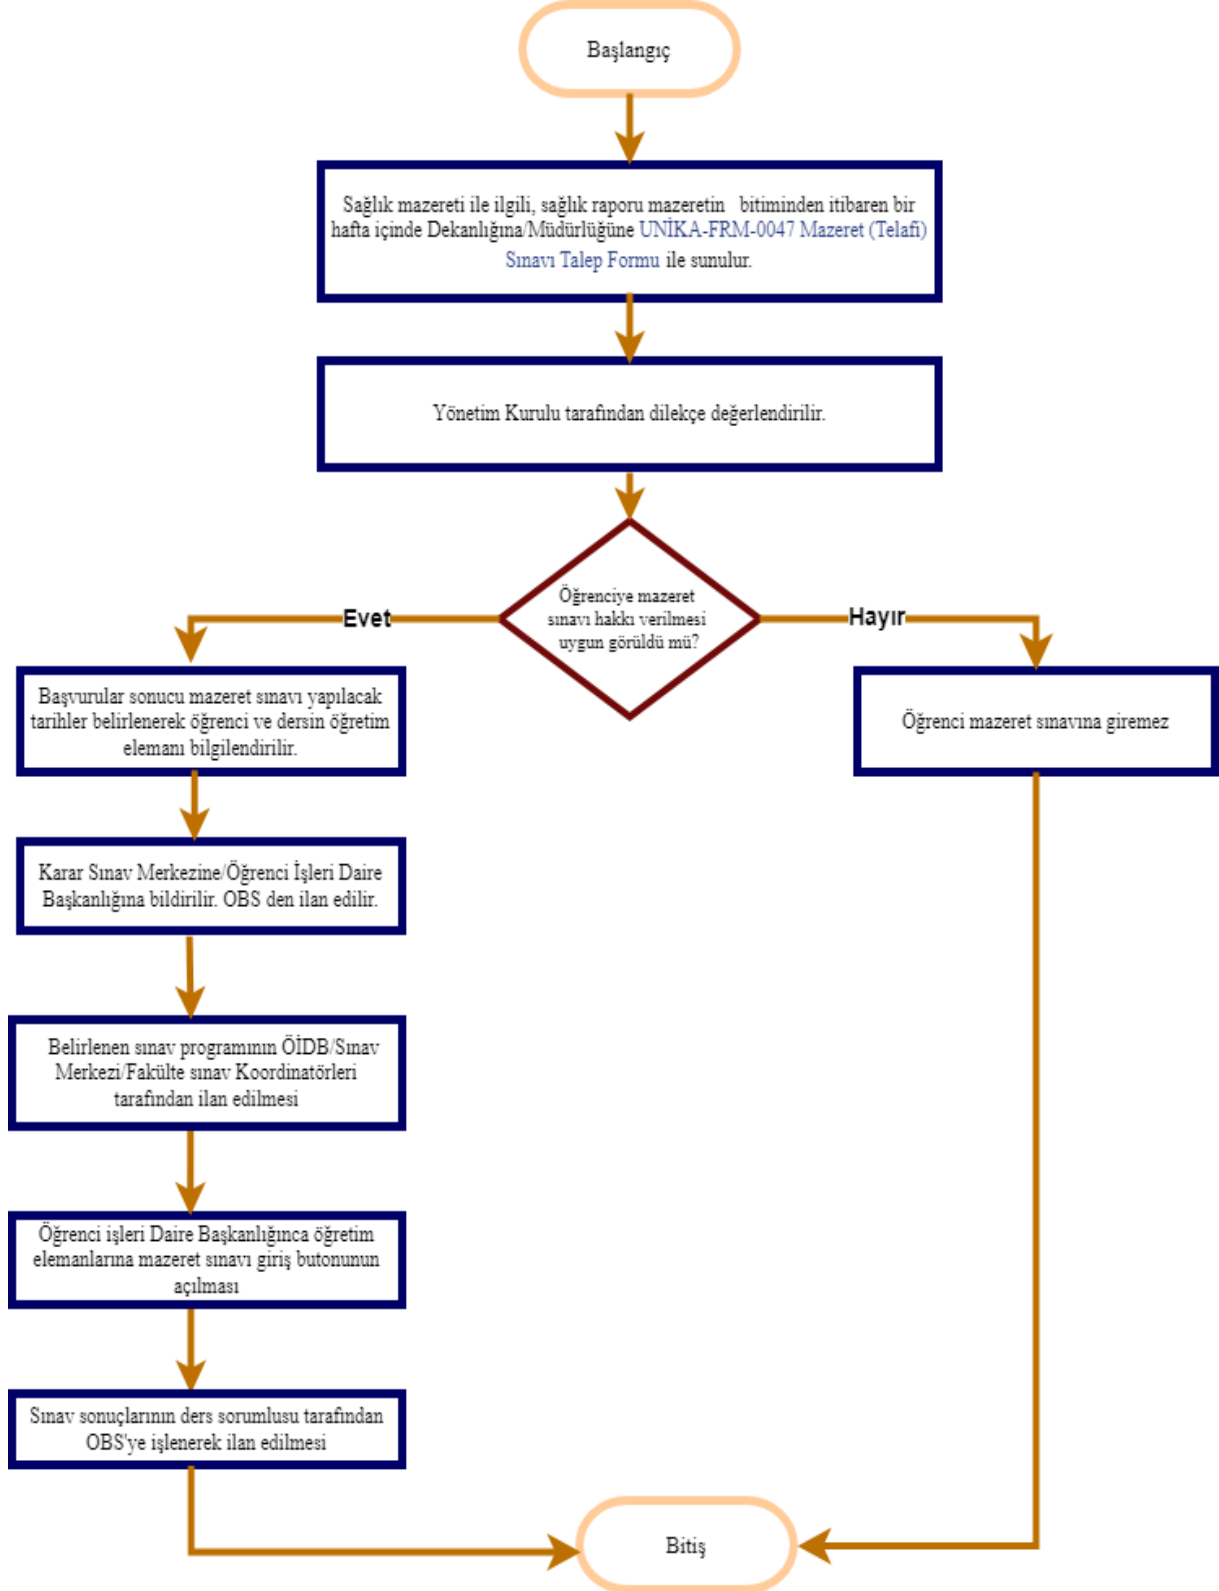 Başlangıç
Sağlık mazereti ile ilgili, sağlık raporu mazeretin bitiminden itibaren bir
hafta içinde Dekanlığına/Müdürlüğüne UNİKA-FRM-0047 Mazeret (Telafi)
Sınavı Talep Formu ile sunulur.
Yönetim Kurulu tarafından dilekçe değerlendirilir.
Öğrenciye mazeret
sınavı hakkı verilmesi
uygun görüldü mü?
Evet
Hayır
Başvurular sonucu mazeret sınavı yapılacak
tarihler belirlenerek öğrenci ve dersin öğretim
elemanı bilgilendirilir.
Öğrenci mazeret sınavına giremez
Karar Sınav Merkezine/Öğrenci İşleri Daire
Başkanlığına bildirilir. OBS den ilan edilir.
Belirlenen sınav programının ÖİDB/Sınav
Merkezi/Fakülte sınav Koordinatörleri
tarafından ilan edilmesi
Öğrenci işleri Daire Başkanlığınca öğretim
elemanlarına mazeret sınavı giriş butonunun
açılması
Sınav sonuçlarının ders sorumlusu tarafından
OBS'ye işlenerek ilan edilmesi
Bitiş